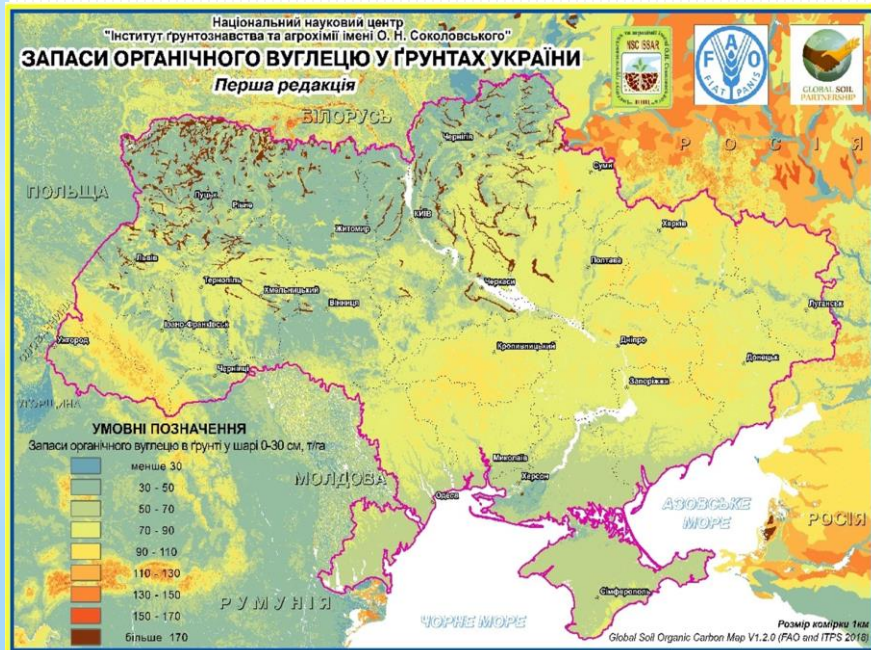 Національний науковий центр
"Інститут ґрунтознавства та агрохімії імені О. Н. Соколовського"
ЗАПАСИ ОРГАНІЧНОГО ВУГЛЕЦЮ У ҐРУНТАХ УКРАЇНИ
Перша редакція
NSC ISSAR
F A O
FIAT PANIS
GLOBAL SOIL
PARTNERSHIP
БІЛОРУСЬ
РОСІЯ
ПОЛЬЩА
Чернігів
Суми
Луцьк
Рівне
КИЇВ
Житомир
Харків
Львів
Полтава
Тернопіль
Хмельницький
Черкаси
Вінниця
Луганськ
Івано-Франківськ
Ужгород
Кропивницький
Дніпро
Донецьк
Чернівці
Запоріжжя
УМОВНІ ПОЗНАЧЕННЯ
Запаси органічного вуглецю в ґрунті у шарі 0-30 см, т/га
менше 30
30 - 50
50 - 70
70 - 90
90 - 110
110 - 130
130 - 150
150 - 170
більше 170
МОЛДОВА
Миколаїв
Херсон
Одеса
АЗОВСЬКЕ
МОРЕ
РОСІЯ
РУМУНІЯ
Сімферополь
ЧОРНЕ МОРЕ
Розмір комірки 1км
Global Soil Organic Carbon Map V1.2.0 (FAO and ITPS 2018)